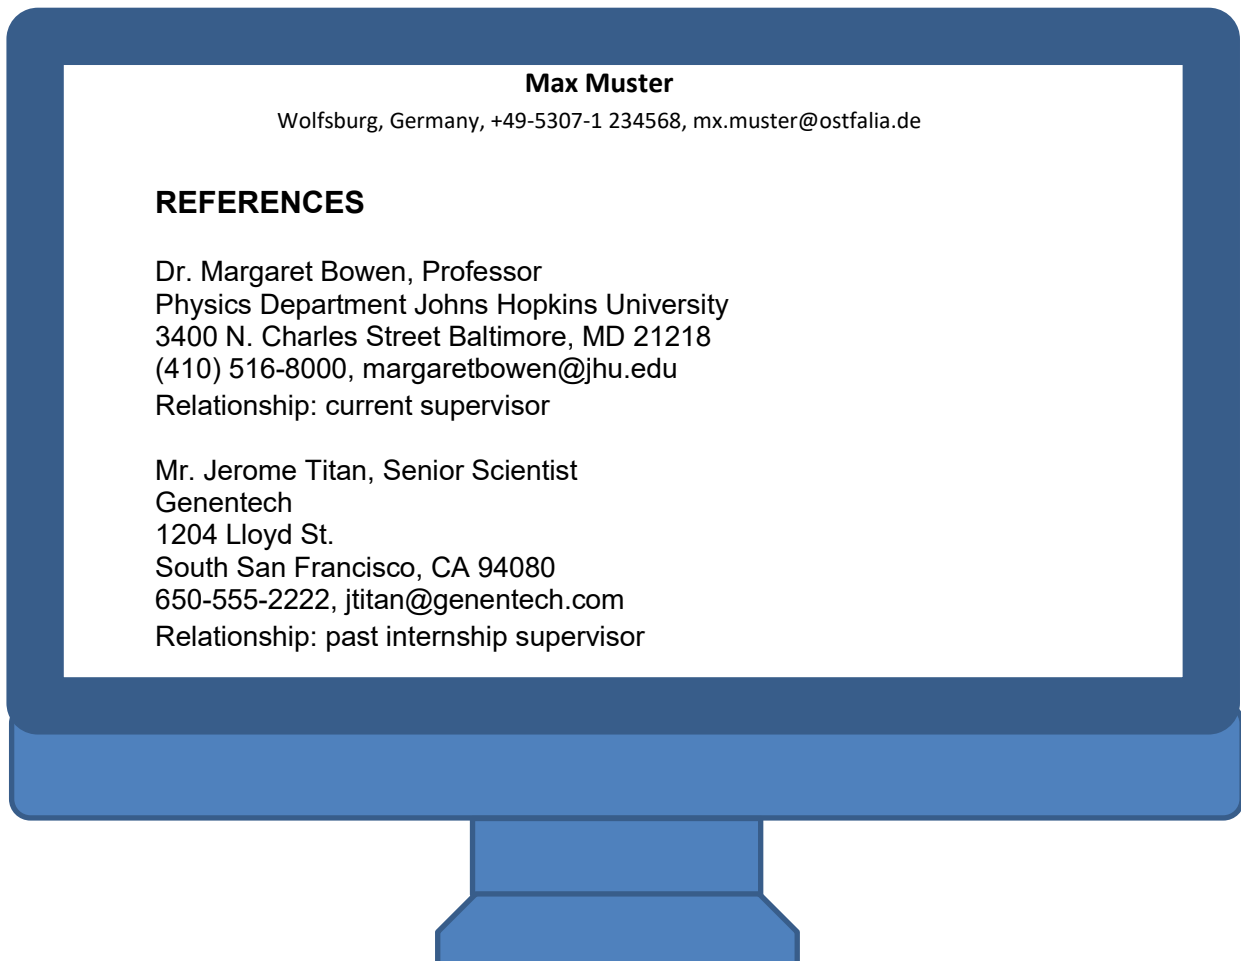 Max Muster
Wolfsburg, Germany, +49-5307-1 234568, mx.muster@ostfalia.de
REFERENCES
Dr. Margaret Bowen, Professor
Physics Department Johns Hopkins University
3400 N. Charles Street Baltimore, MD 21218
(410) 516-8000, margaretbowen@jhu.edu
Relationship: current supervisor
Mr. Jerome Titan, Senior Scientist
Genentech
1204 Lloyd St.
South San Francisco, CA 94080
650-555-2222, jtitan@genentech.com
Relationship: past internship supervisor